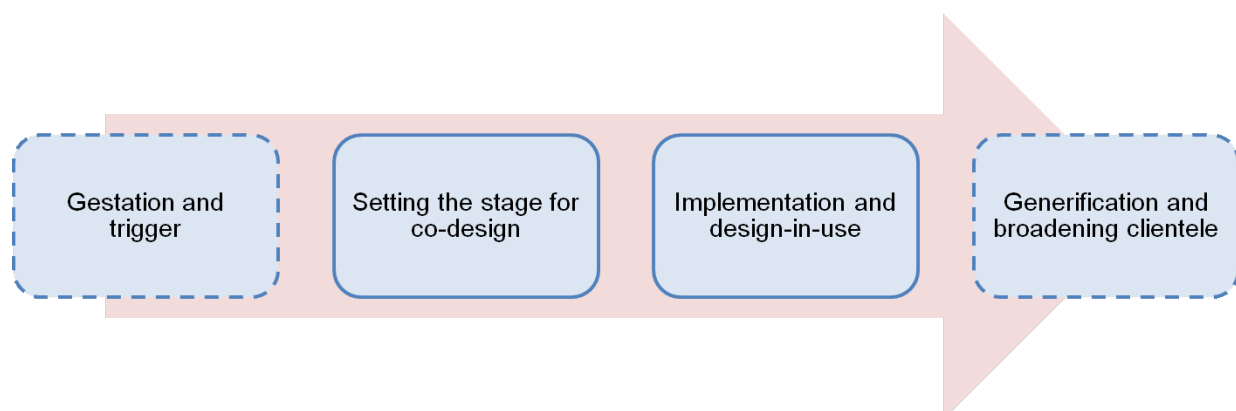 Gestation and
trigger
Setting the stage for
co-design
Implementation and
design-in-use
Generification and
broadening clientele